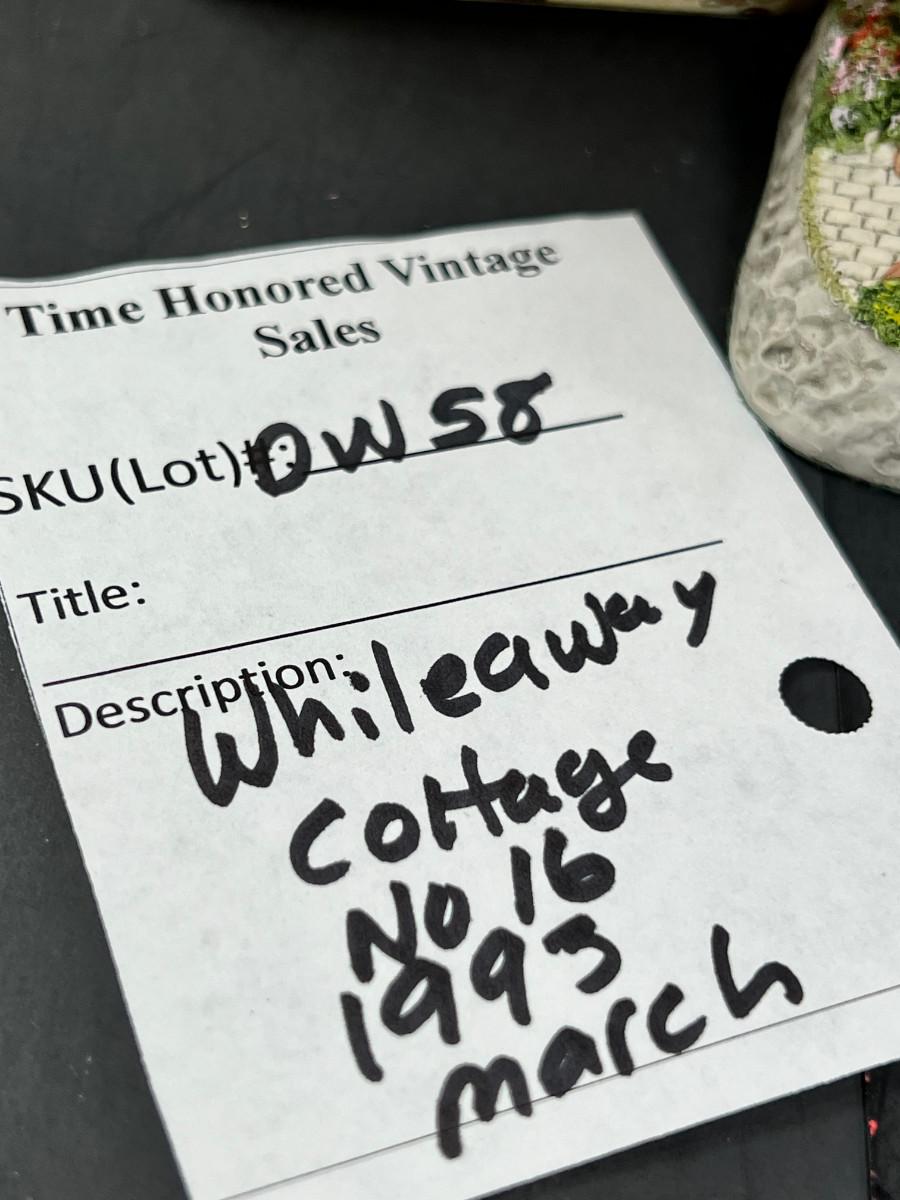 Time Honored Vintage
Sales
SKU(Lot)#: DW58
Title:
Description: Whileaway
Cottage
No 16
1993
march